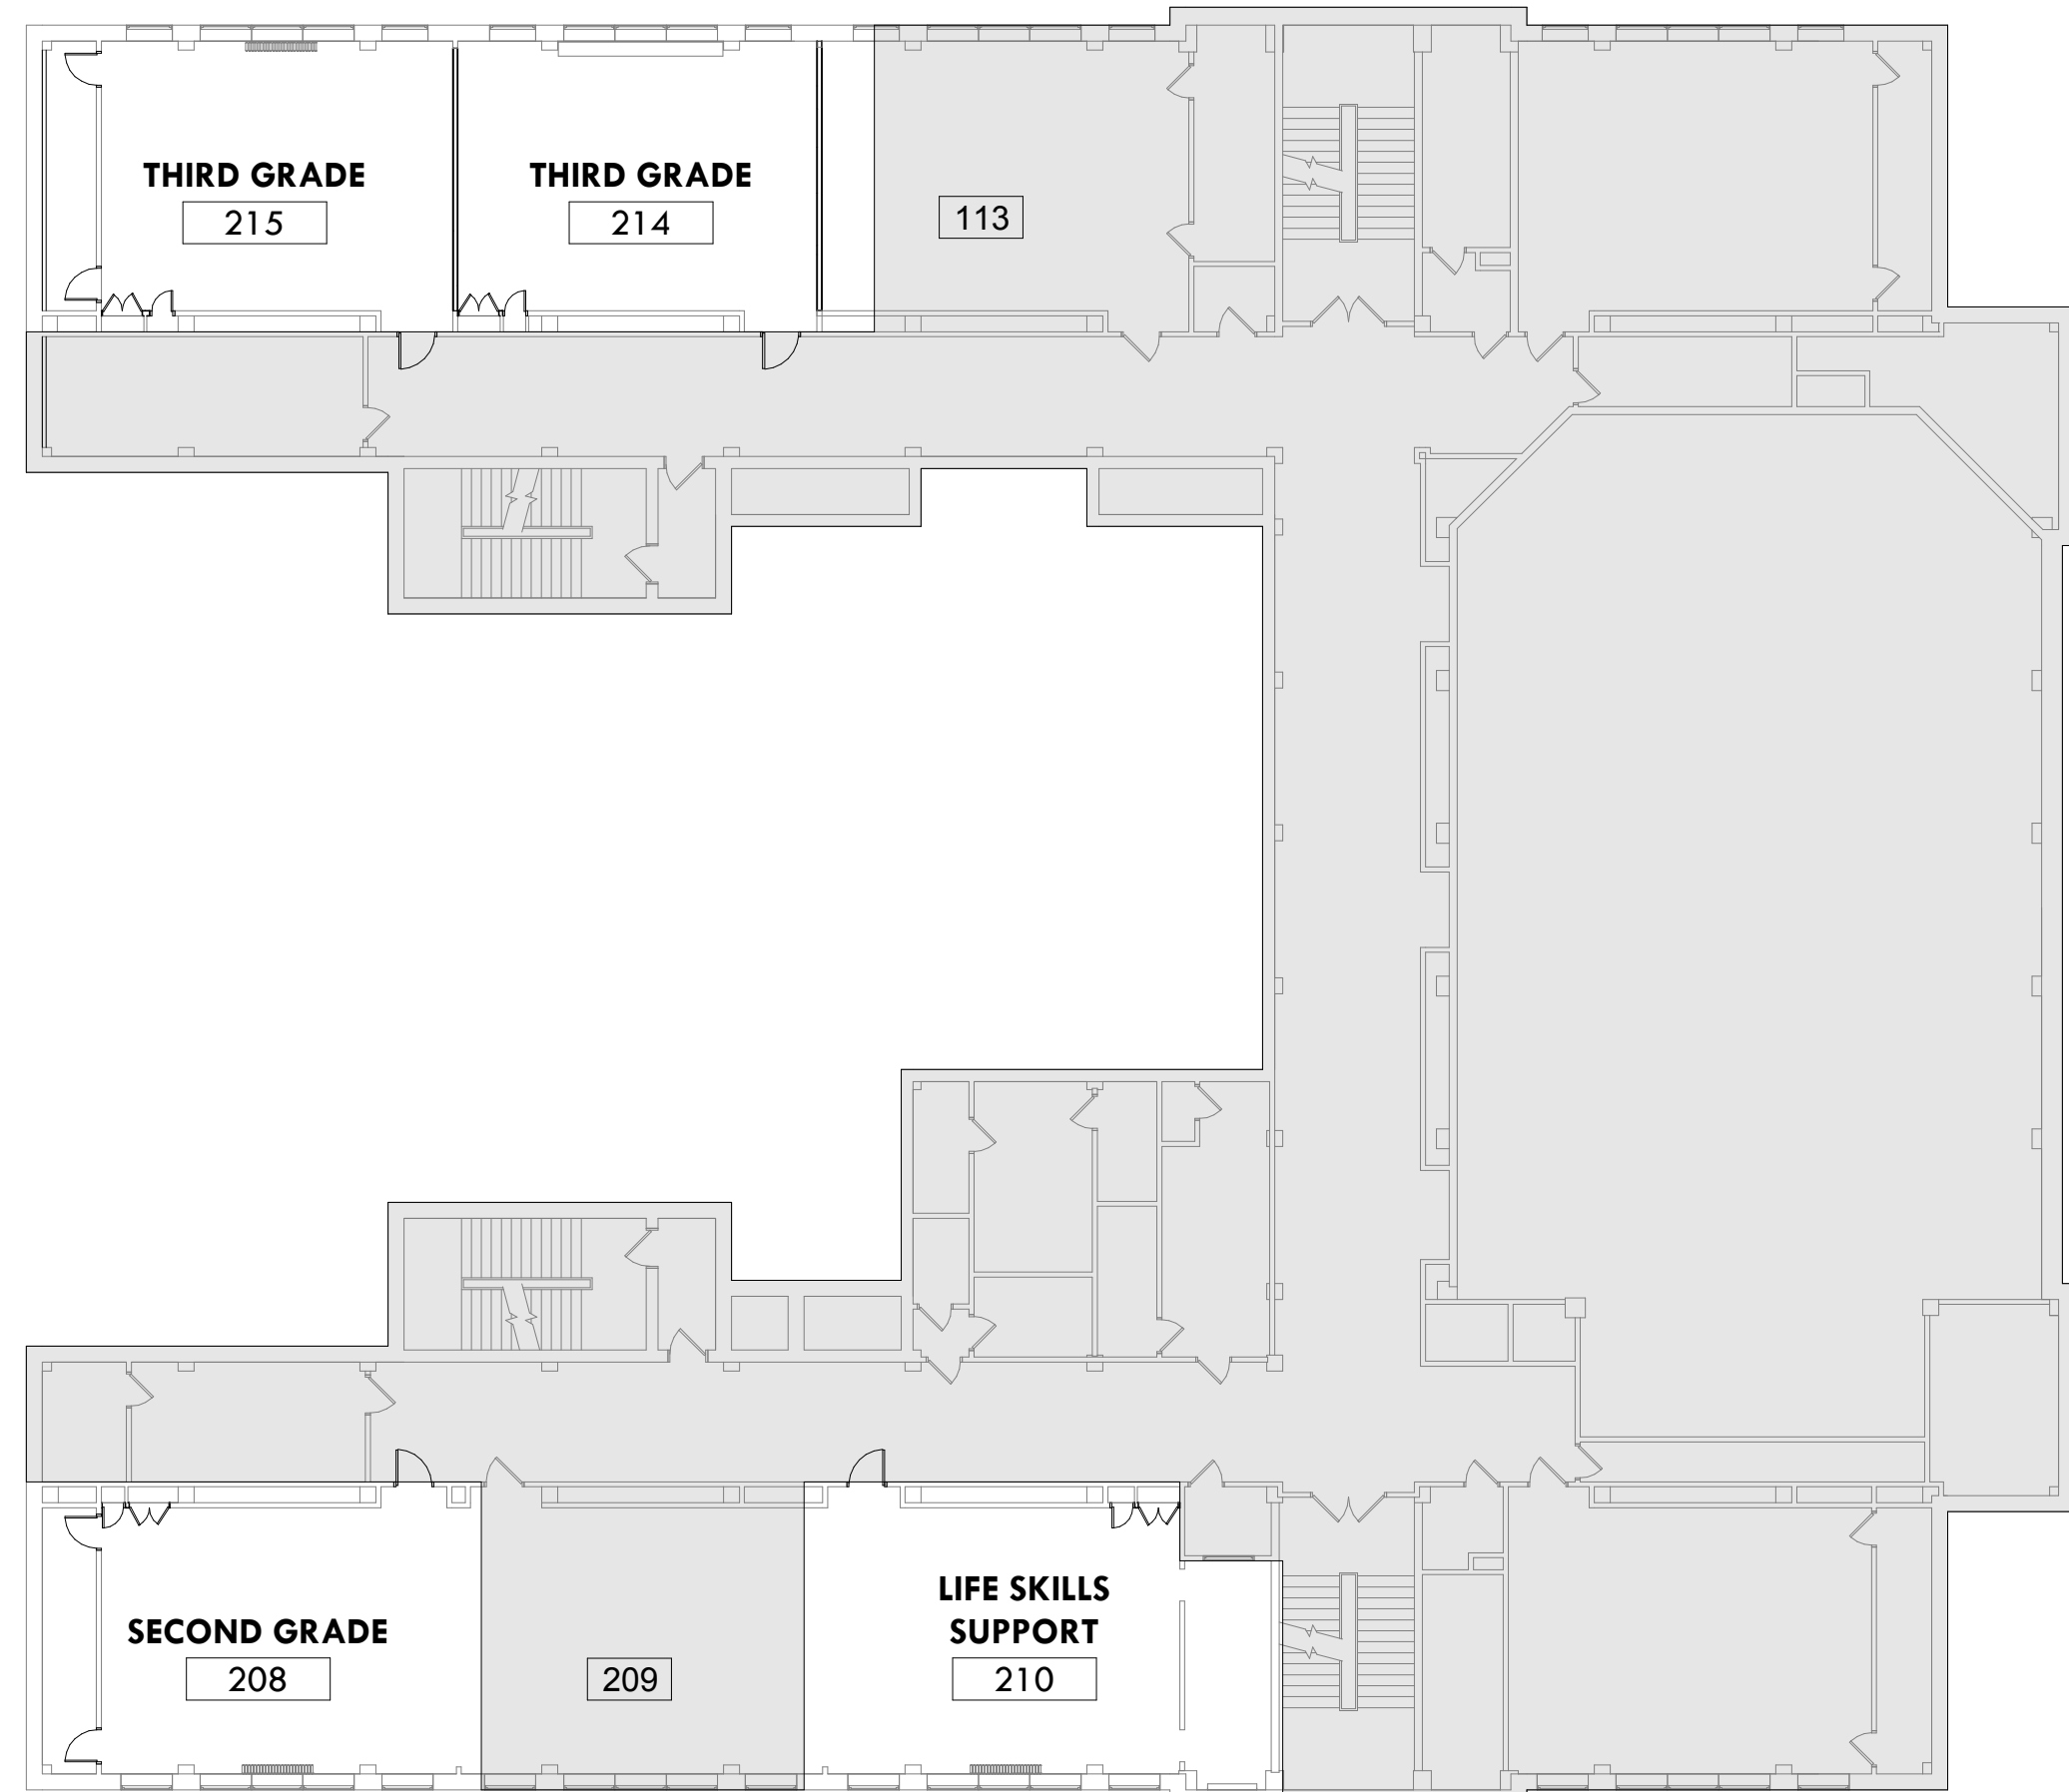 THIRD GRADE
215
THIRD GRADE
214
113
SECOND GRADE
208
209
LIFE SKILLS
SUPPORT
210